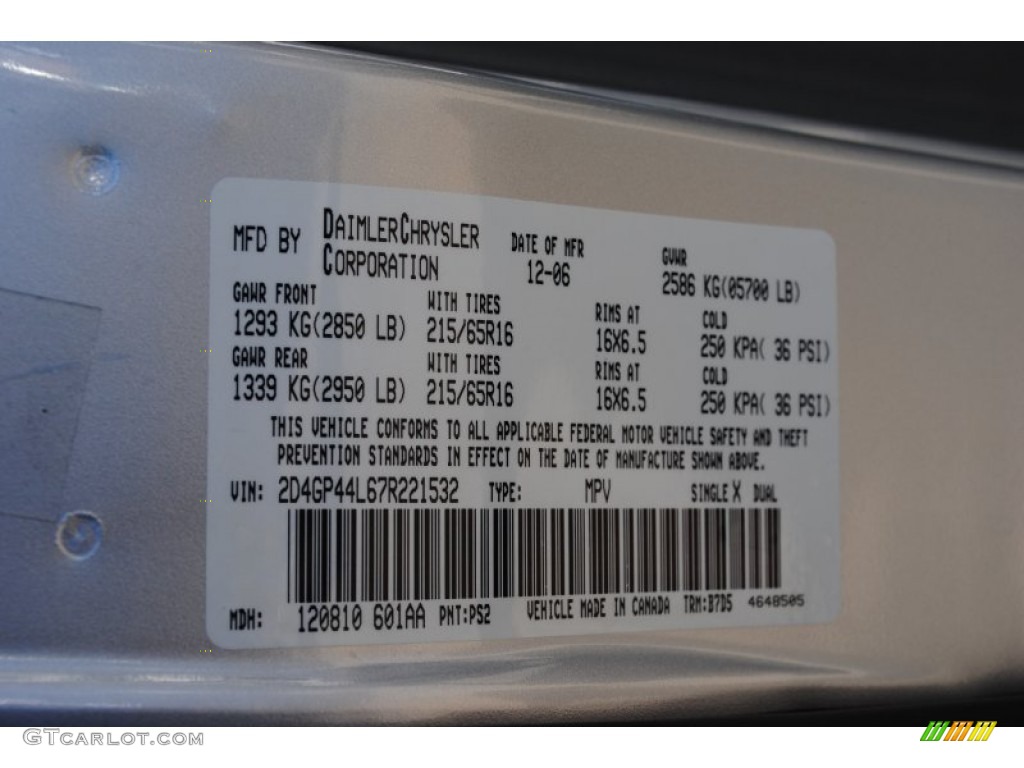 MFD BY DAIMLERCHRYSLER CORPORATION DATE OF MFR 12-06 GVWR 2586 KG(05700 LB)
GAWR FRONT WITH TIRES RIMS AT COLD
1293 KG(2850 LB) 215/65R16 16X6.5 250 KPA( 36 PSI)
GAWR REAR WITH TIRES RIMS AT COLD
1339 KG(2950 LB) 215/65R16 16X6.5 250 KPA( 36 PSI)
THIS VEHICLE CONFORMS TO ALL APPLICABLE FEDERAL MOTOR VEHICLE SAFETY AND THEFT
PREVENTION STANDARDS IN EFFECT ON THE DATE OF MANUFACTURE SHOWN ABOVE.
VIN: 2D4GP44L67R221532 TYPE: MPV SINGLE X DUAL
MDH: 120810 601AA PNT:PS2 VEHICLE MADE IN CANADA TRM:B7D5 4648505
GTCARLOT.COM